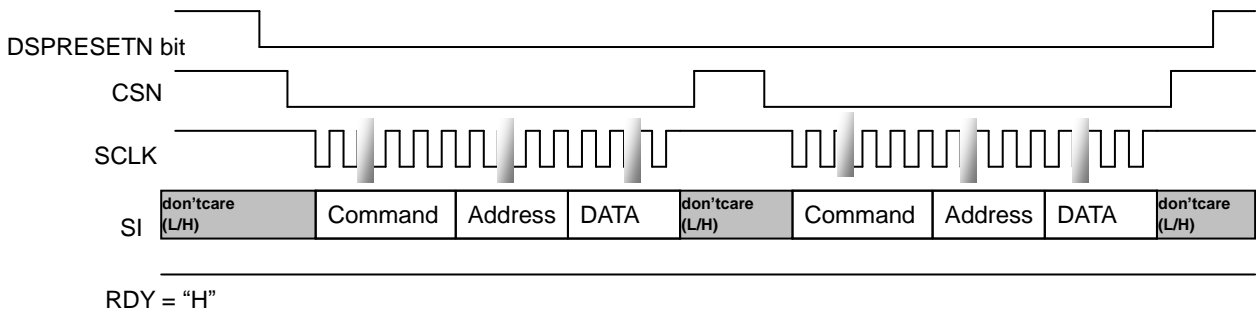 DSPRESETN bit
CSN
SCLK
SI
don'tcare
(L/H)
Command
Address
DATA
don'tcare
(L/H)
Command
Address
DATA
don'tcare
(L/H)
RDY = “H”